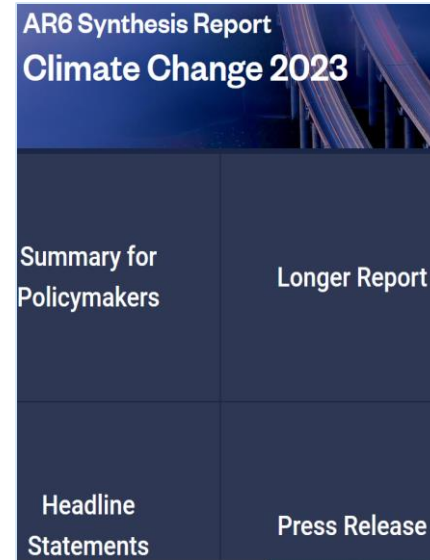 AR6 Synthesis Report
Climate Change 2023
Summary for
Policymakers
Longer Report
Headline
Statements
Press Release